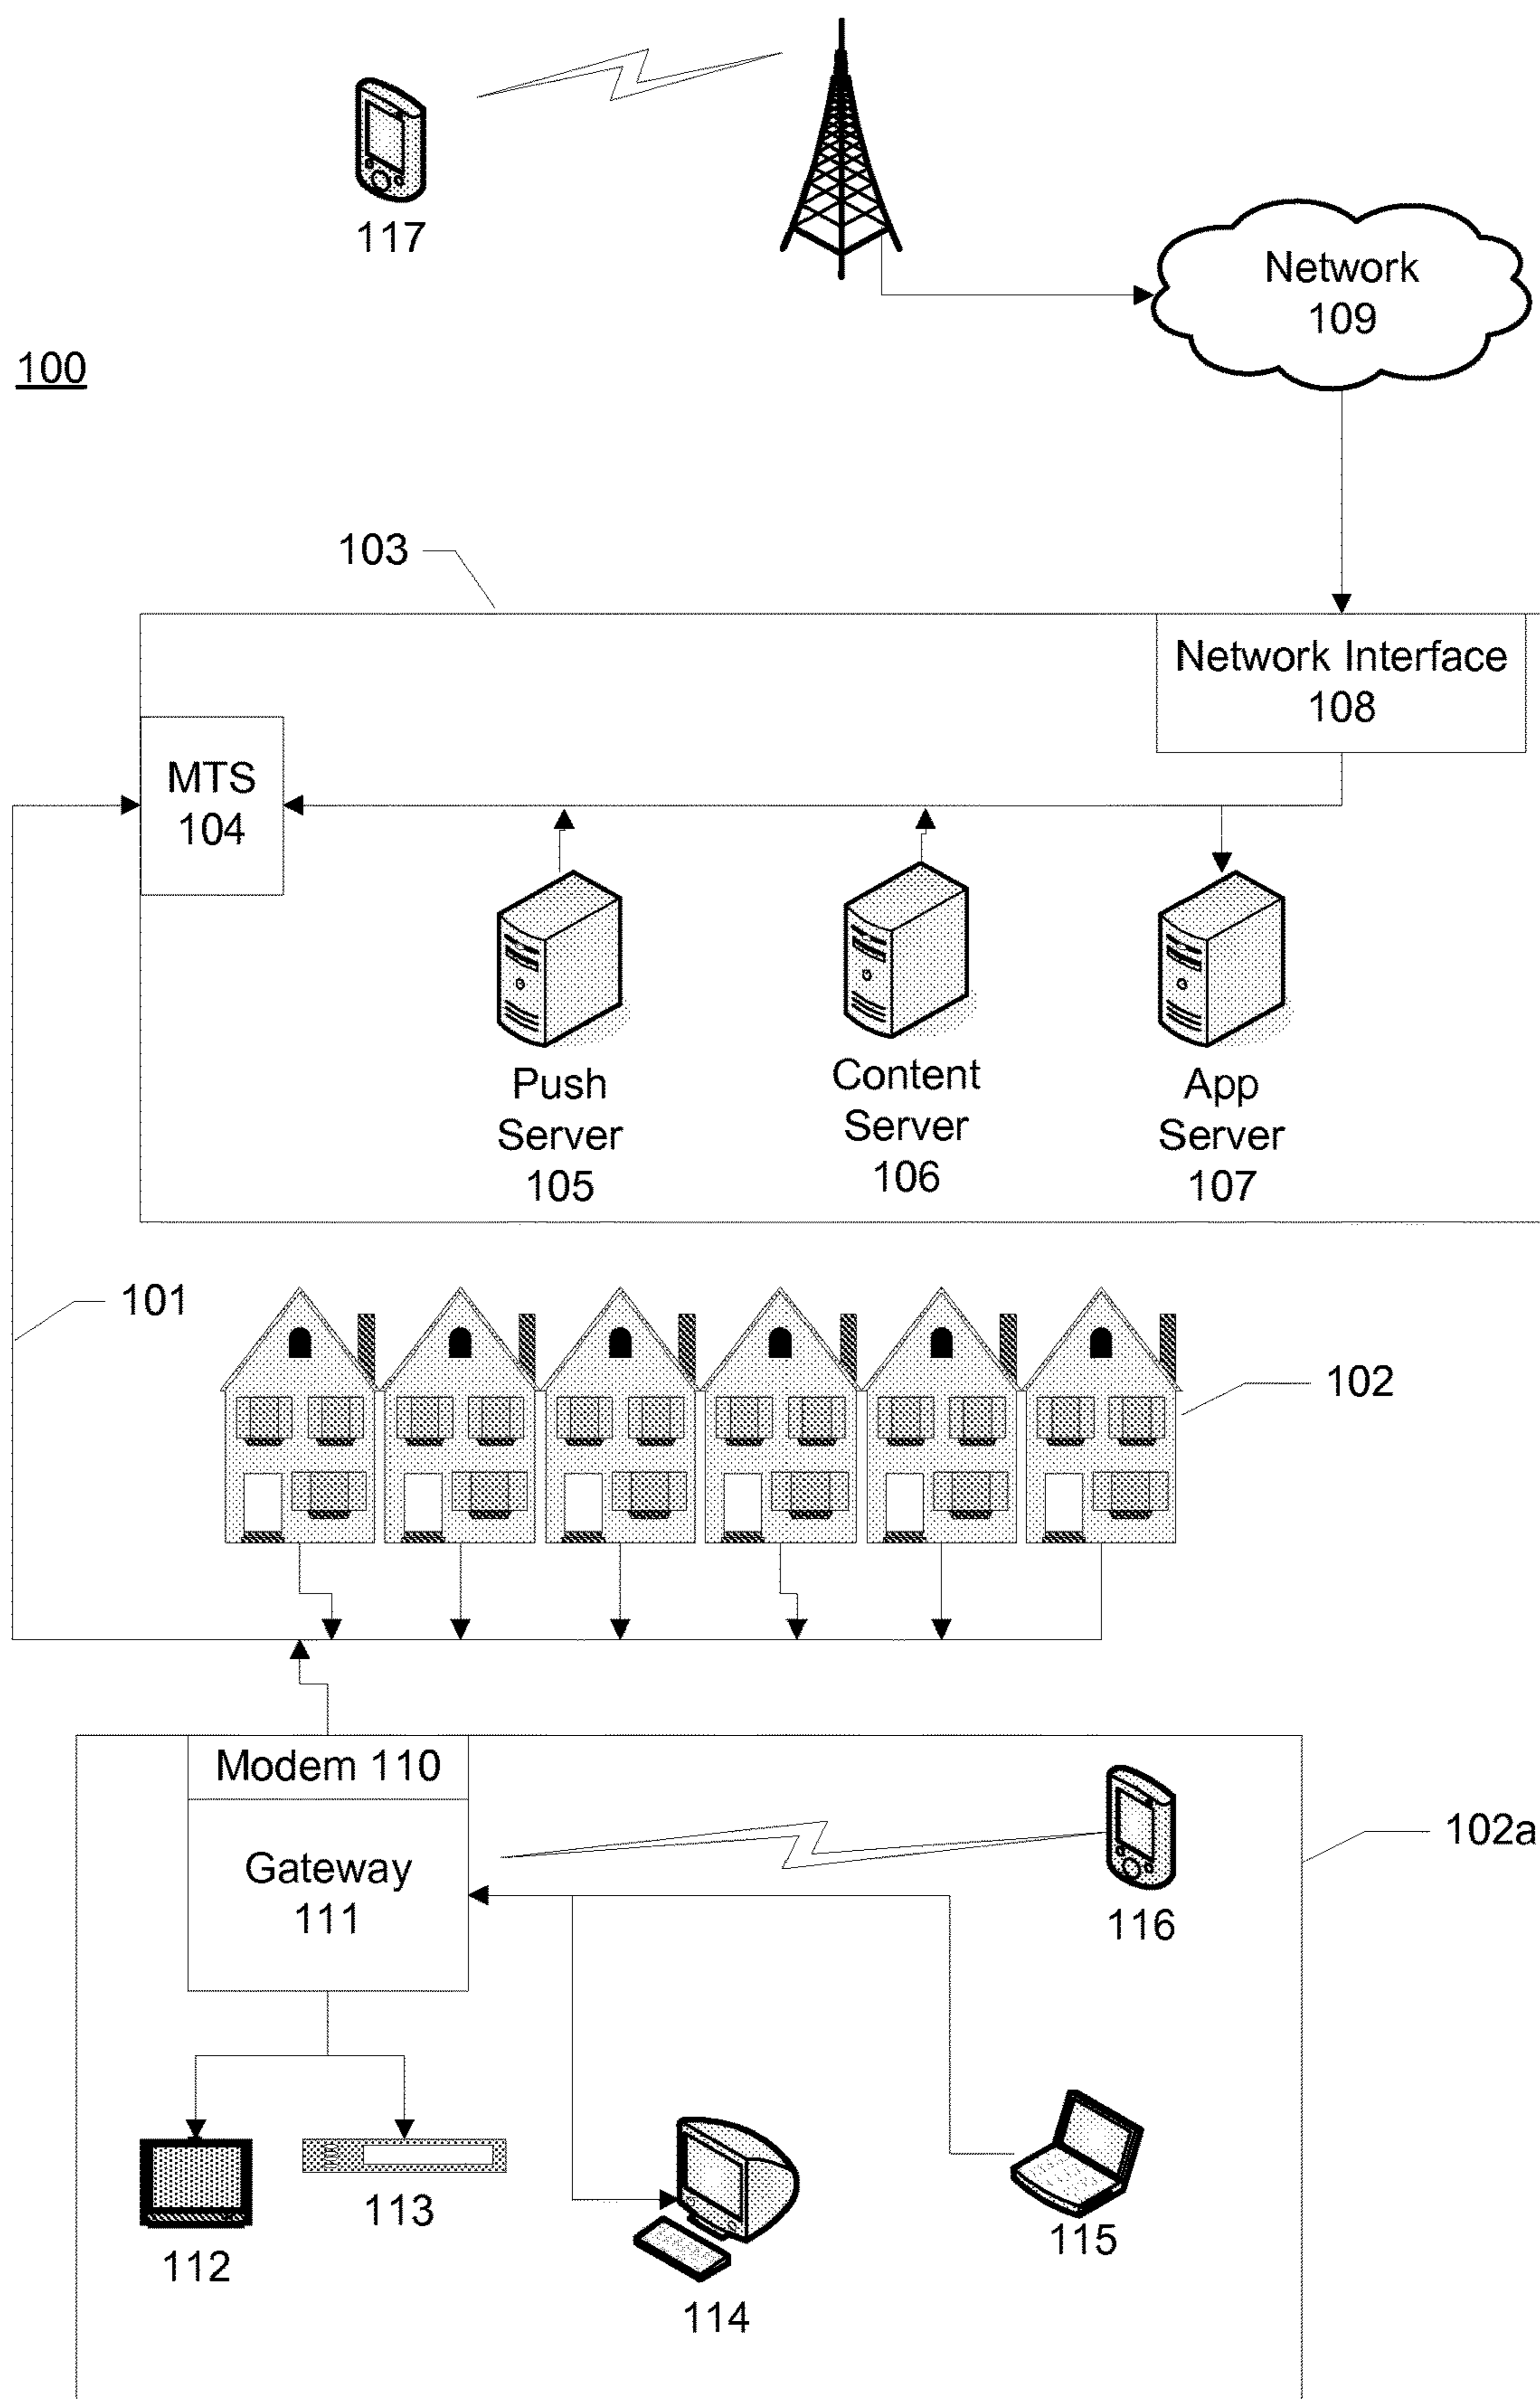 117
Network
109
100
103
Network Interface
108
MTS
104
Push
Server
105
Content
Server
106
App
Server
107
101
102
Modem 110
Gateway
111
102a
116
112
113
114
115